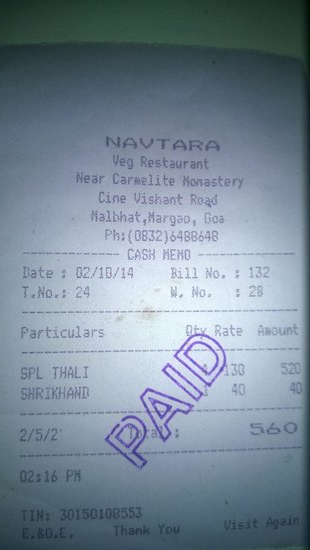 NAVTARA
Veg Restaurant
Near Carmelite Monastery
Cine Vishant Road
Malbhat,Margao, Goa
Ph:(0832)6488648
CASH MEMO
Date : 02/10/14 Bill No. : 132
T.No.: 24 W. No. : 28
Particulars Qty Rate Amount
SPL THALI 4 130 520
SHRIKHAND 40 40
2/5/2 Total : 560
PAID
02:16 PM
TIN: 30150108553
E.&O.E. Thank You Visit Again